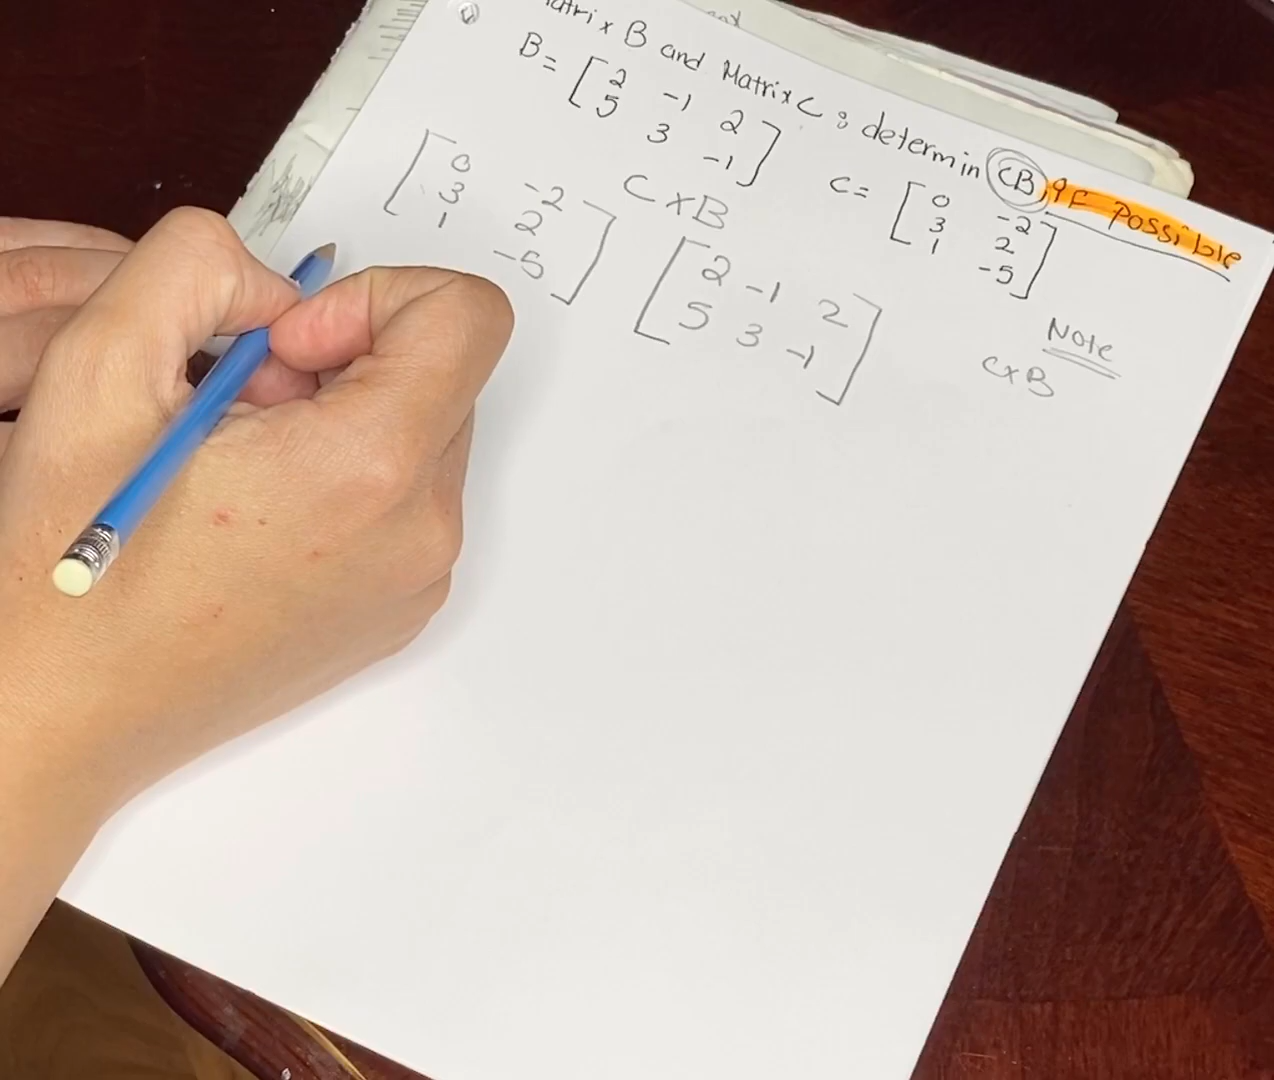 B and Matrix C : determin CB, if possible
B = [ 2 -1 2
5 3 -1 ]
C = [ 0 -2
3 2
1 -5 ]
C x B
[ 0 -2
3 2
1 -5 ]
[ 2 -1 2
5 3 -1 ]
Note
C x B